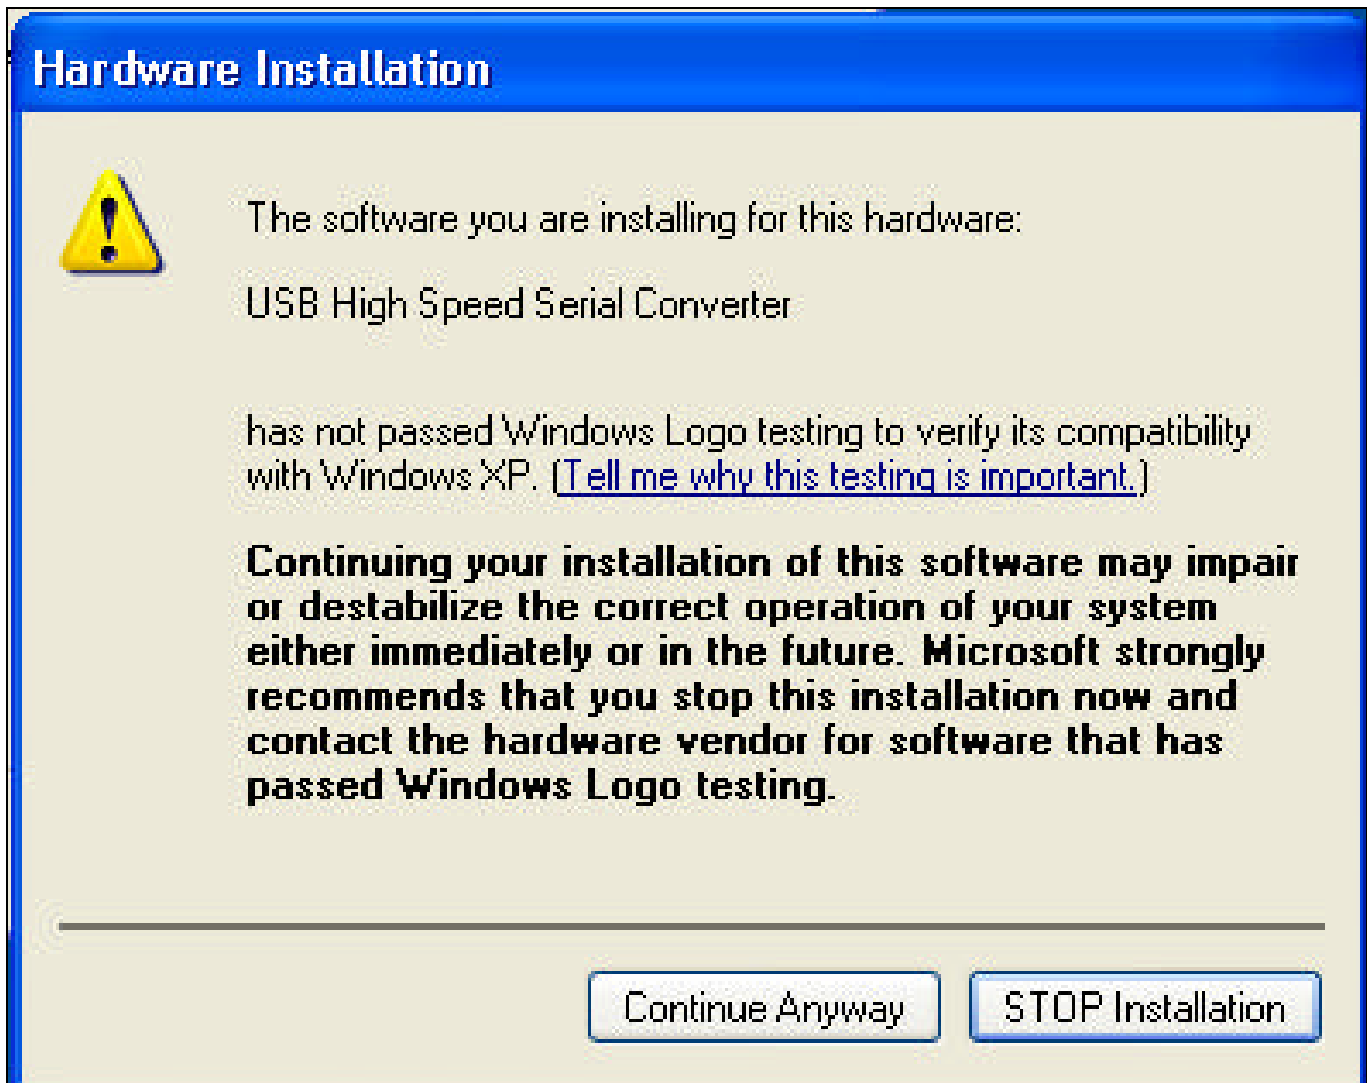 Hardware Installation
The software you are installing for this hardware:
USB High Speed Serial Converter
has not passed Windows Logo testing to verify its compatibility
with Windows XP. (Tell me why this testing is important.)
Continuing your installation of this software may impair
or destabilize the correct operation of your system
either immediately or in the future. Microsoft strongly
recommends that you stop this installation now and
contact the hardware vendor for software that has
passed Windows Logo testing.
Continue Anyway
STOP Installation